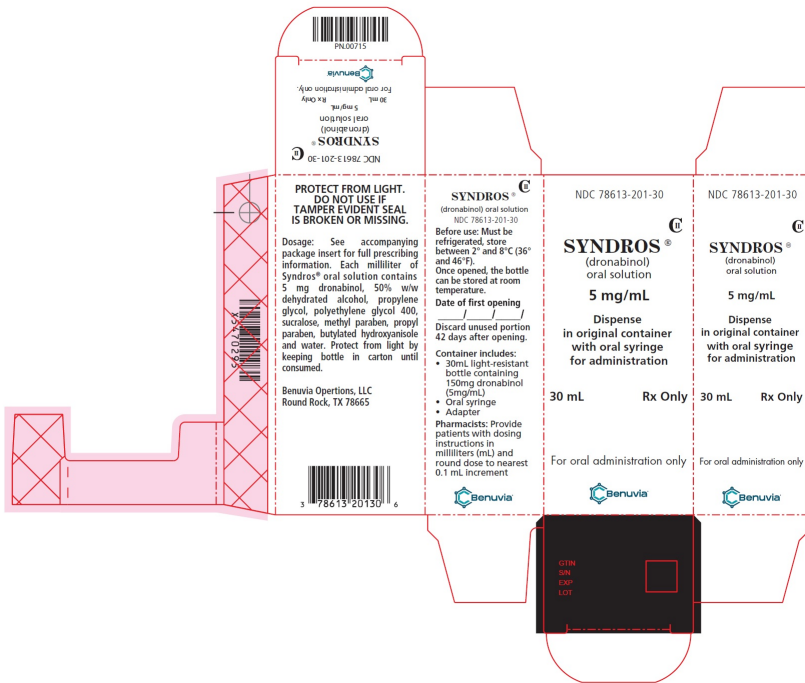 PN.00715
Benuvia
For oral administration only.
30 mL Rx Only
5 mg/mL
oral solution
(dronabinol)
SYNDROS®
CII
NDC 78613-201-30
X5470295
PROTECT FROM LIGHT.
DO NOT USE IF
TAMPER EVIDENT SEAL
IS BROKEN OR MISSING.
Dosage: See accompanying
package insert for full prescribing
information. Each milliliter of
Syndros® oral solution contains
5 mg dronabinol, 50% w/w
dehydrated alcohol, propylene
glycol, polyethylene glycol 400,
sucralose, methyl paraben, propyl
paraben, butylated hydroxyanisole
and water. Protect from light by
keeping bottle in carton until
consumed.
Benuvia Opertions, LLC
Round Rock, TX 78665
3 78613 20130 6
CII
SYNDROS®
(dronabinol) oral solution
NDC 78613-201-30
Before use: Must be
refrigerated, store
between 2° and 8°C (36°
and 46°F).
Once opened, the bottle
can be stored at room
temperature.
Date of first opening
_____/_____/_____/
Discard unused portion
42 days after opening.
Container includes:
• 30mL light-resistant
bottle containing
150mg dronabinol
(5mg/mL)
• Oral syringe
• Adapter
Pharmacists: Provide
patients with dosing
instructions in
milliliters (mL) and
round dose to nearest
0.1 mL increment
Benuvia
NDC 78613-201-30
CII
SYNDROS®
(dronabinol)
oral solution
5 mg/mL
Dispense
in original container
with oral syringe
for administration
30 mL Rx Only
For oral administration only
Benuvia
NDC 78613-201-30
CII
SYNDROS®
(dronabinol)
oral solution
5 mg/mL
Dispense
in original container
with oral syringe
for administration
30 mL Rx Only
For oral administration only
Benuvia
GTIN
S/N
EXP
LOT